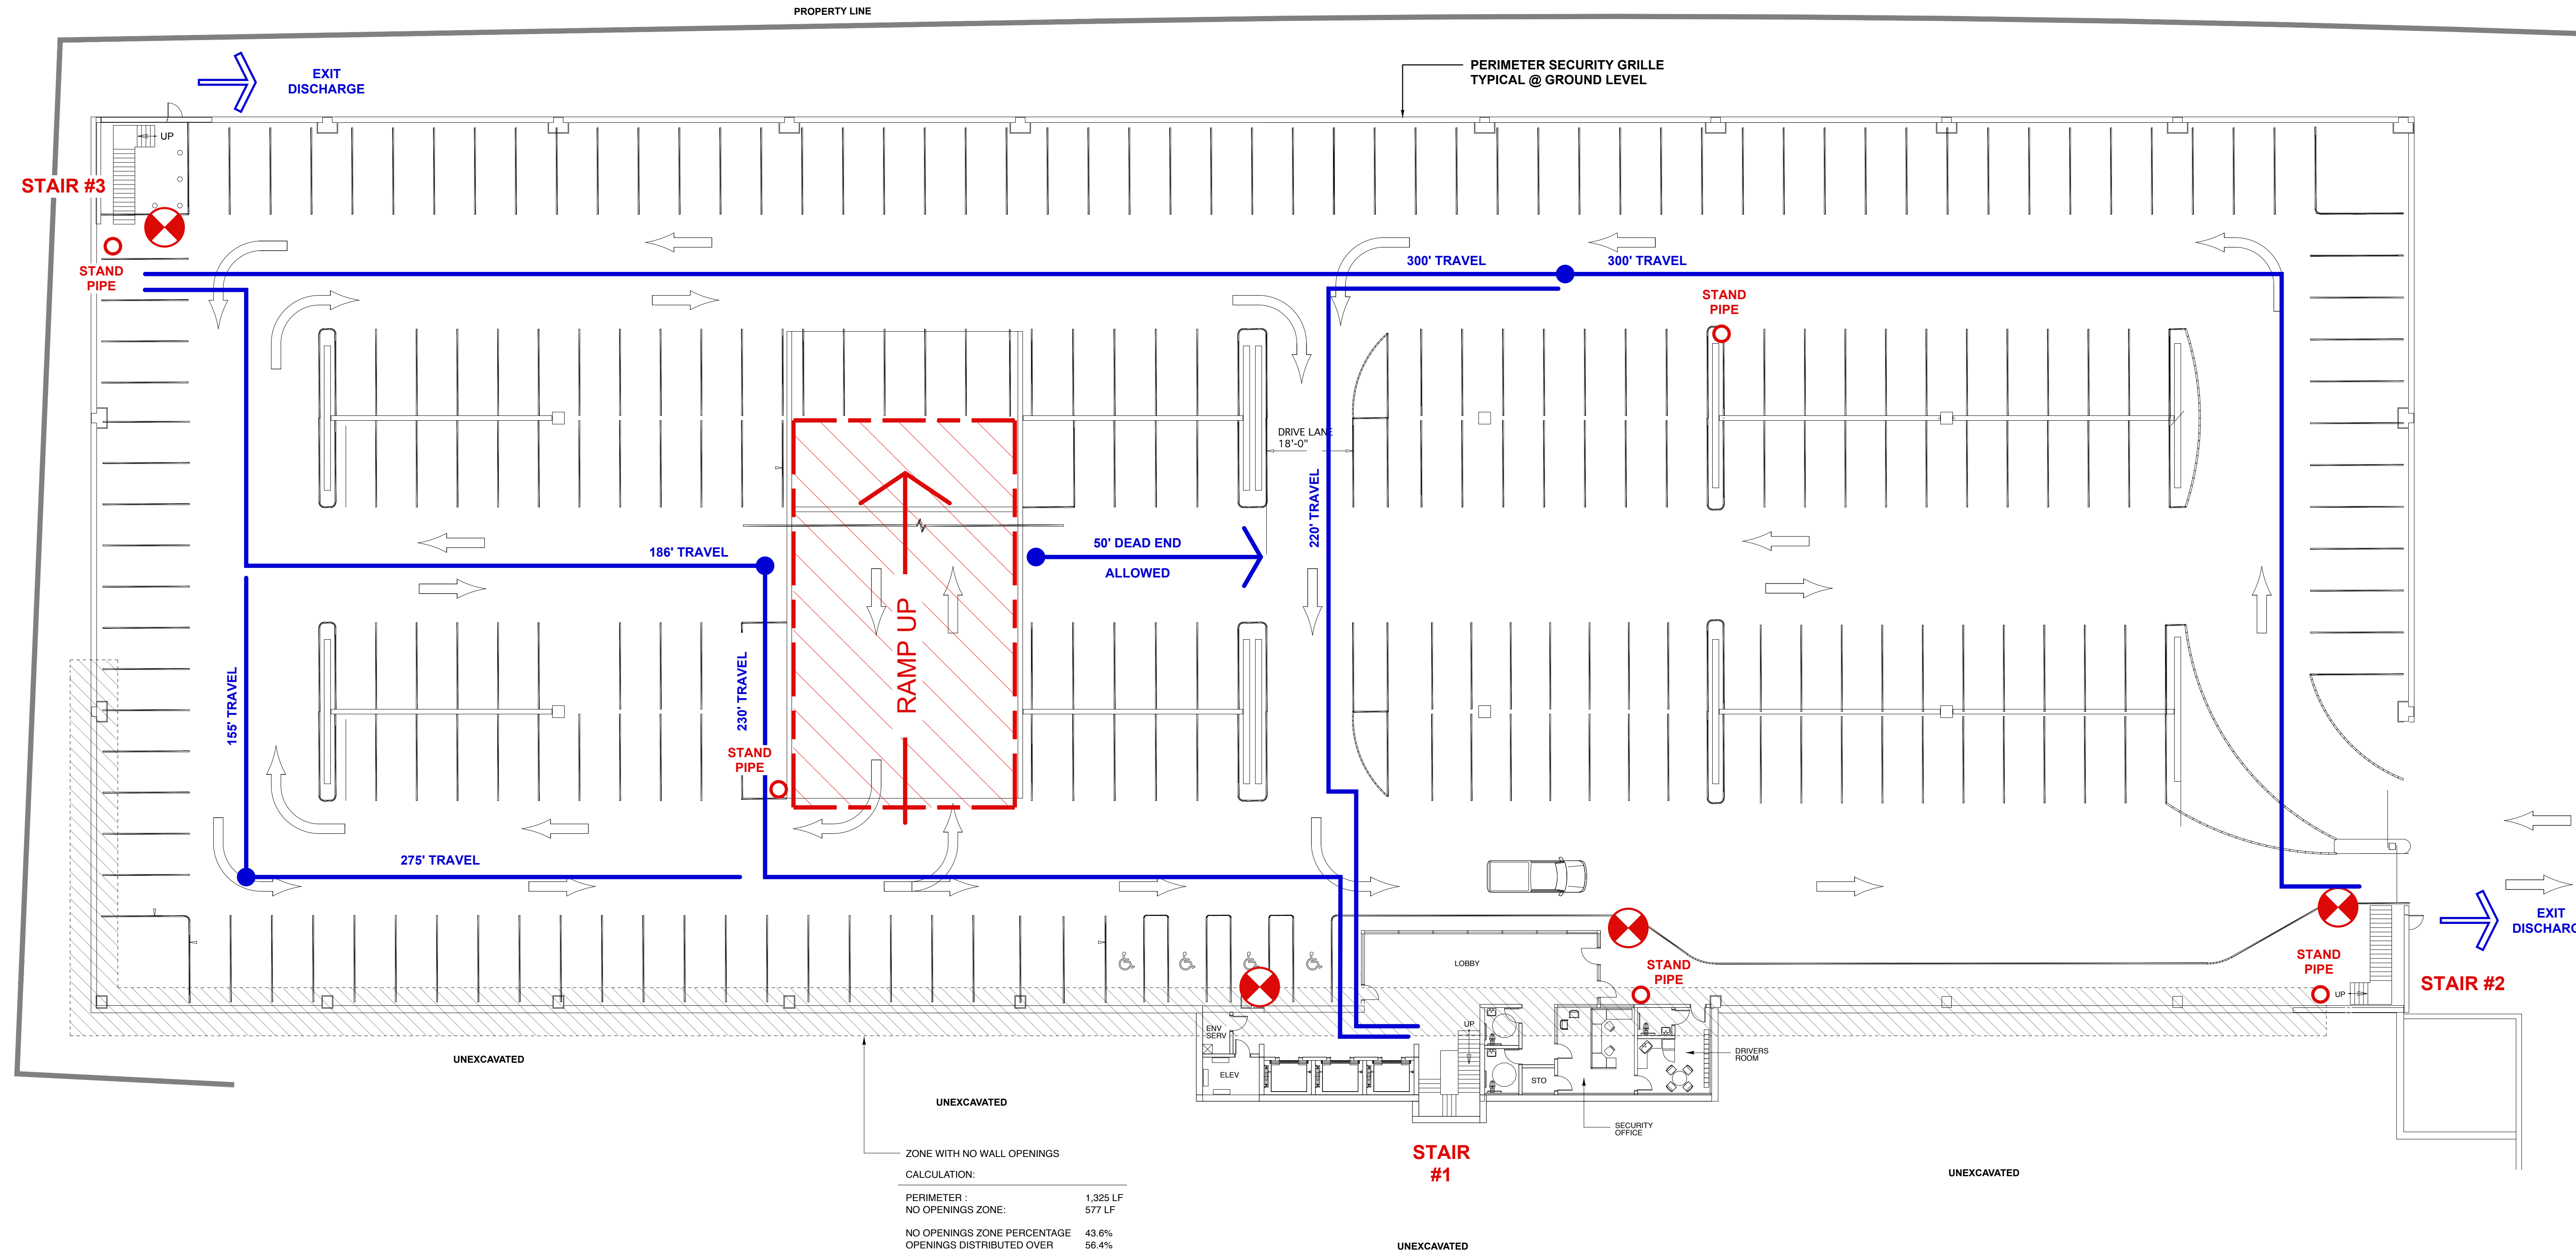 PROPERTY LINE
EXIT
DISCHARGE
PERIMETER SECURITY GRILLE
TYPICAL @ GROUND LEVEL
UP
STAIR #3
STAND
PIPE
300' TRAVEL
300' TRAVEL
STAND
PIPE
DRIVE LANE
18'-0"
220' TRAVEL
186' TRAVEL
50' DEAD END
ALLOWED
RAMP UP
155' TRAVEL
230' TRAVEL
STAND
PIPE
275' TRAVEL
EXIT
DISCHARG
LOBBY
STAND
PIPE
STAND
PIPE
STAIR #2
UP
UP
ENV
SERV
ELEV
STO
DRIVERS
ROOM
UNEXCAVATED
UNEXCAVATED
SECURITY
OFFICE
STAIR
#1
ZONE WITH NO WALL OPENINGS
CALCULATION:
PERIMETER : 1,325 LF
NO OPENINGS ZONE: 577 LF
NO OPENINGS ZONE PERCENTAGE 43.6%
OPENINGS DISTRIBUTED OVER 56.4%
UNEXCAVATED
UNEXCAVATED